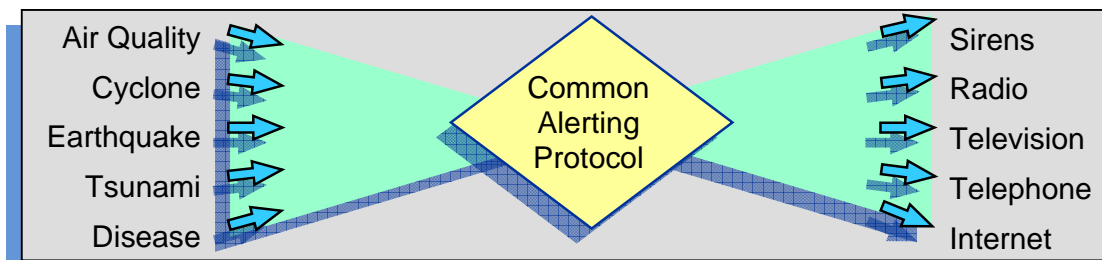 Air Quality
Cyclone
Earthquake
Tsunami
Disease
Common
Alerting
Protocol
Sirens
Radio
Television
Telephone
Internet